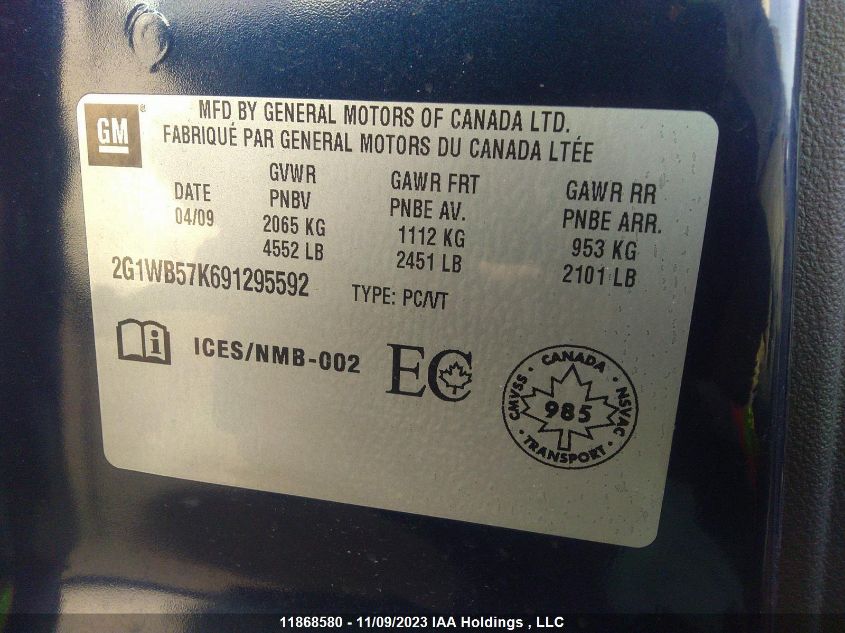 GM
MFD BY GENERAL MOTORS OF CANADA LTD.
FABRIQUÉ PAR GENERAL MOTORS DU CANADA LTÉE
DATE
04/09
GVWR
PNBV
2065 KG
4552 LB
GAWR FRT
PNBE AV.
1112 KG
2451 LB
GAWR RR
PNBE ARR.
953 KG
2101 LB
2G1WB57K691295592
TYPE: PC/VT
ICES/NMB-002
EC
CANADA
CMVSS
985
NSVAC
TRANSPORT
11868580 - 11/09/2023 IAA Holdings , LLC